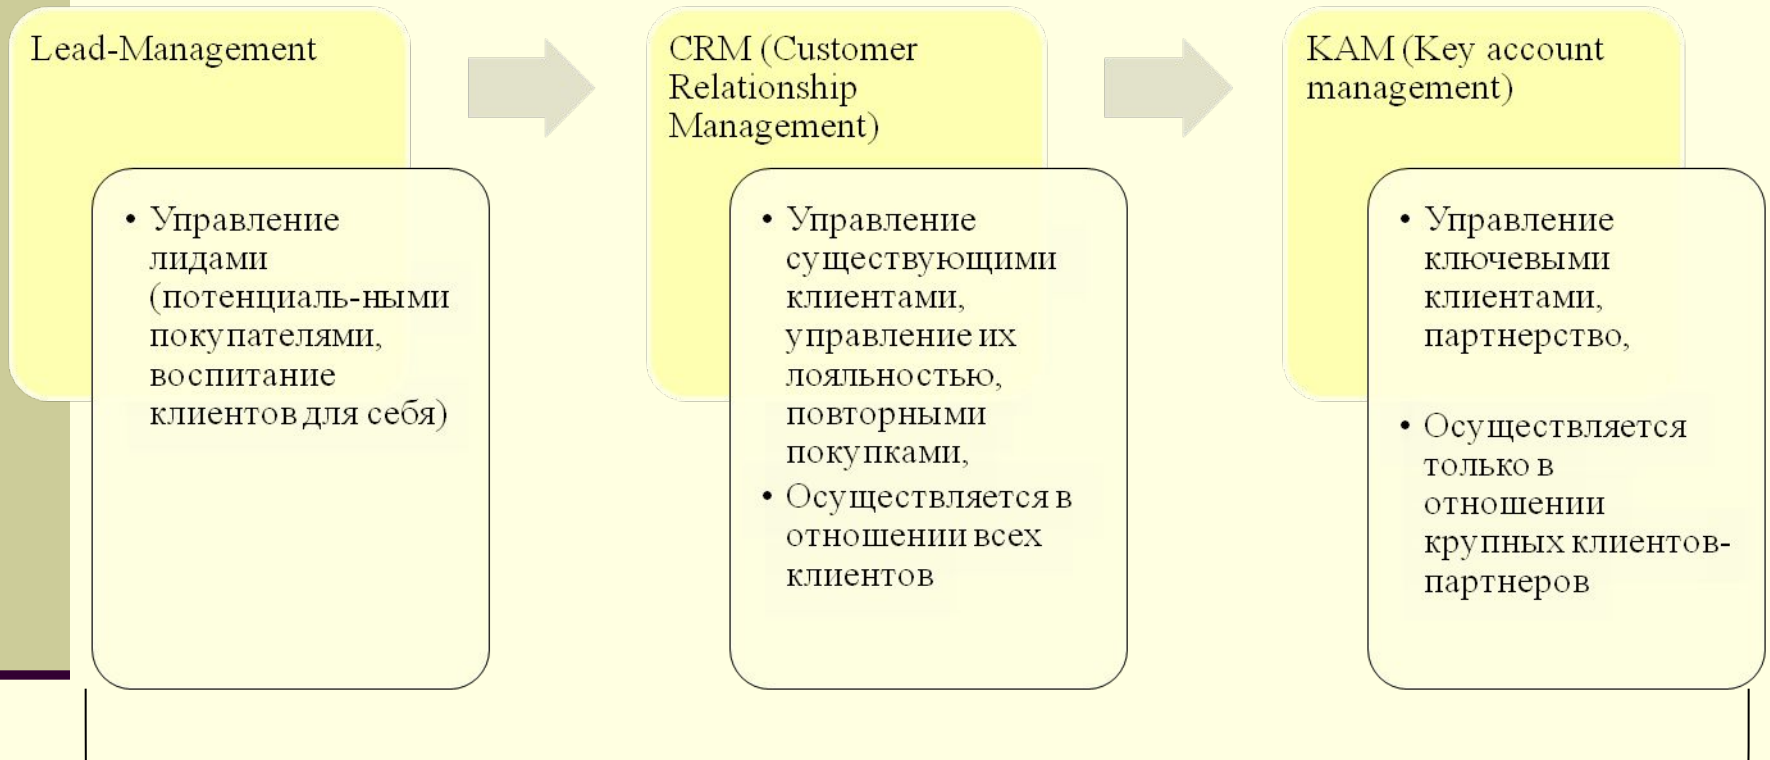 Lead-Management
• Управление
лидами
(потенциаль-ными
покупателями,
воспитание
клиентов для себя)
CRM (Customer
Relationship
Management)
• Управление
существующими
клиентами,
управление их
лояльностью,
повторными
покупками,
• Осуществляется в
отношении всех
клиентов
KAM (Key account
management)
• Управление
ключевыми
клиентами,
партнерство,
• Осуществляется
только в
отношении
крупных клиентов-
партнеров